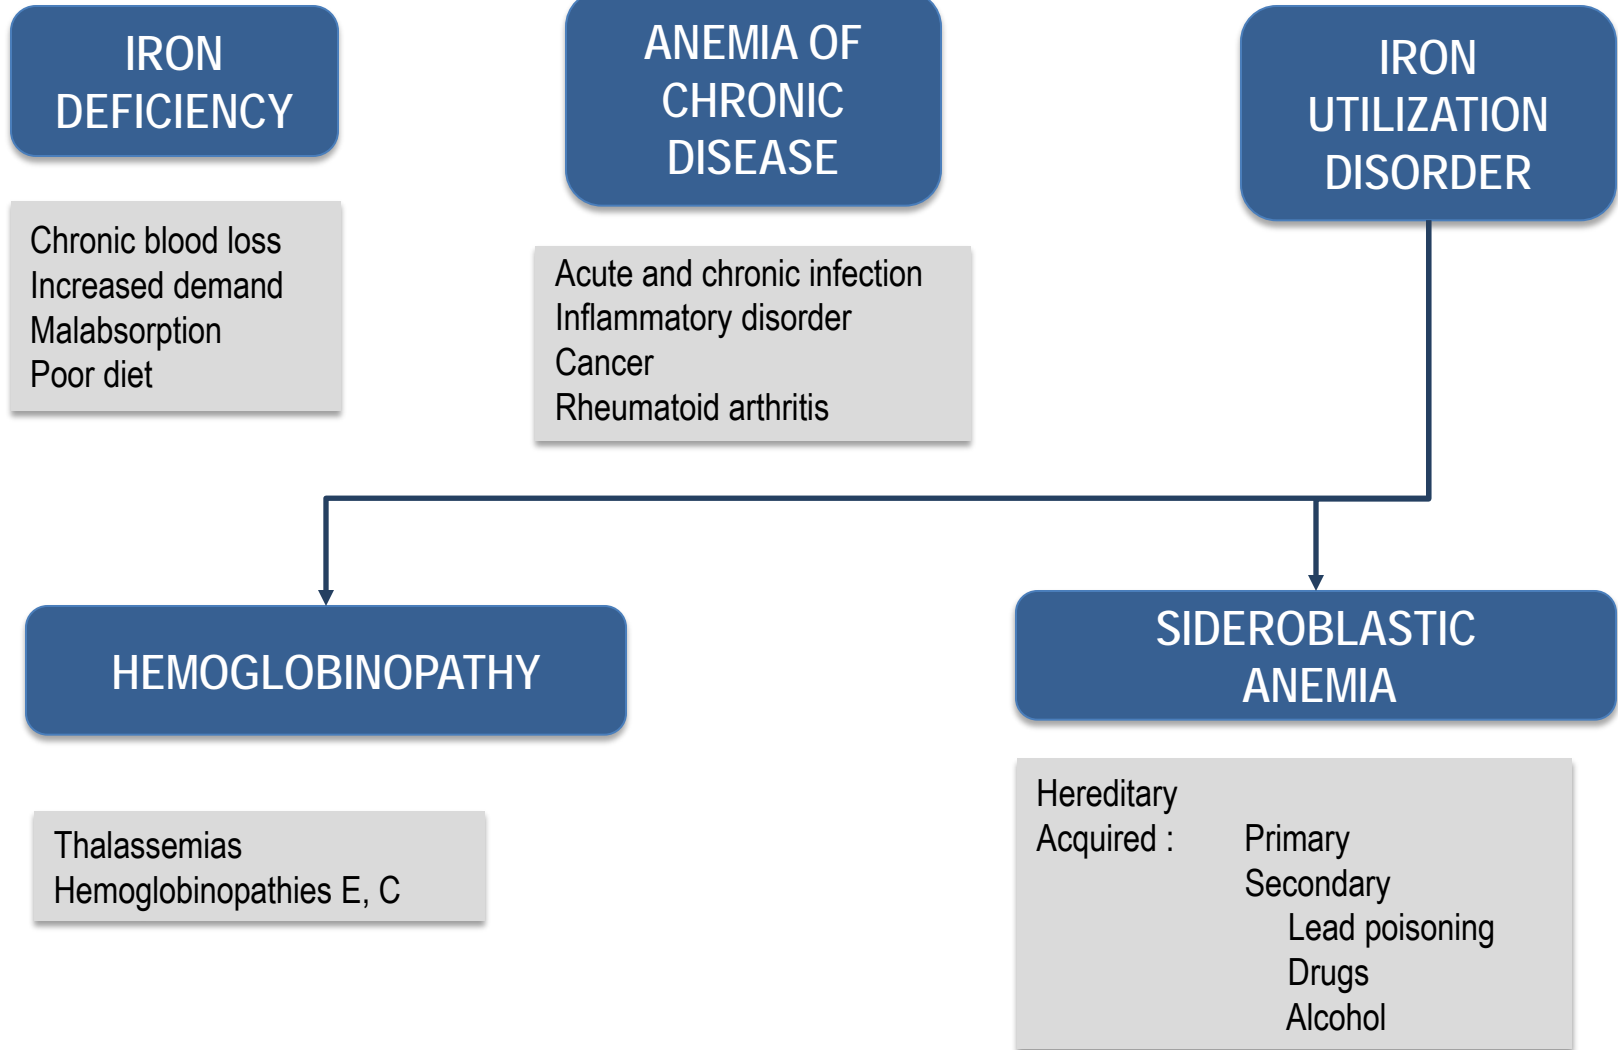 IRON
DEFICIENCY
Chronic blood loss
Increased demand
Malabsorption
Poor diet
ANEMIA OF
CHRONIC
DISEASE
Acute and chronic infection
Inflammatory disorder
Cancer
Rheumatoid arthritis
IRON
UTILIZATION
DISORDER
HEMOGLOBINOPATHY
Thalassemias
Hemoglobinopathies E, C
SIDEROBLASTIC
ANEMIA
Hereditary
Acquired : Primary
Secondary
Lead poisoning
Drugs
Alcohol